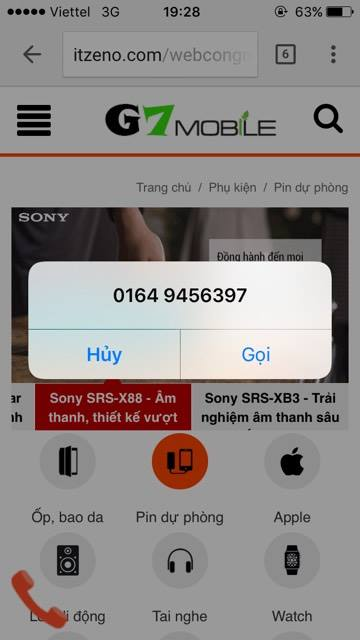 Viettel 3G 19:28 63%
itzeno.com/webcong
6
G7 MOBILE
Trang chủ / Phụ kiện / Pin dự phòng
SONY
Đồng hành đến mọi
0164 9456397
Hủy Gọi
Sony SRS-X88 - Âm
thanh, thiết kế vượt
Sony SRS-XB3 - Trải
nghiệm âm thanh sâu
Ốp, bao da Pin dự phòng Apple
di động Tai nghe Watch